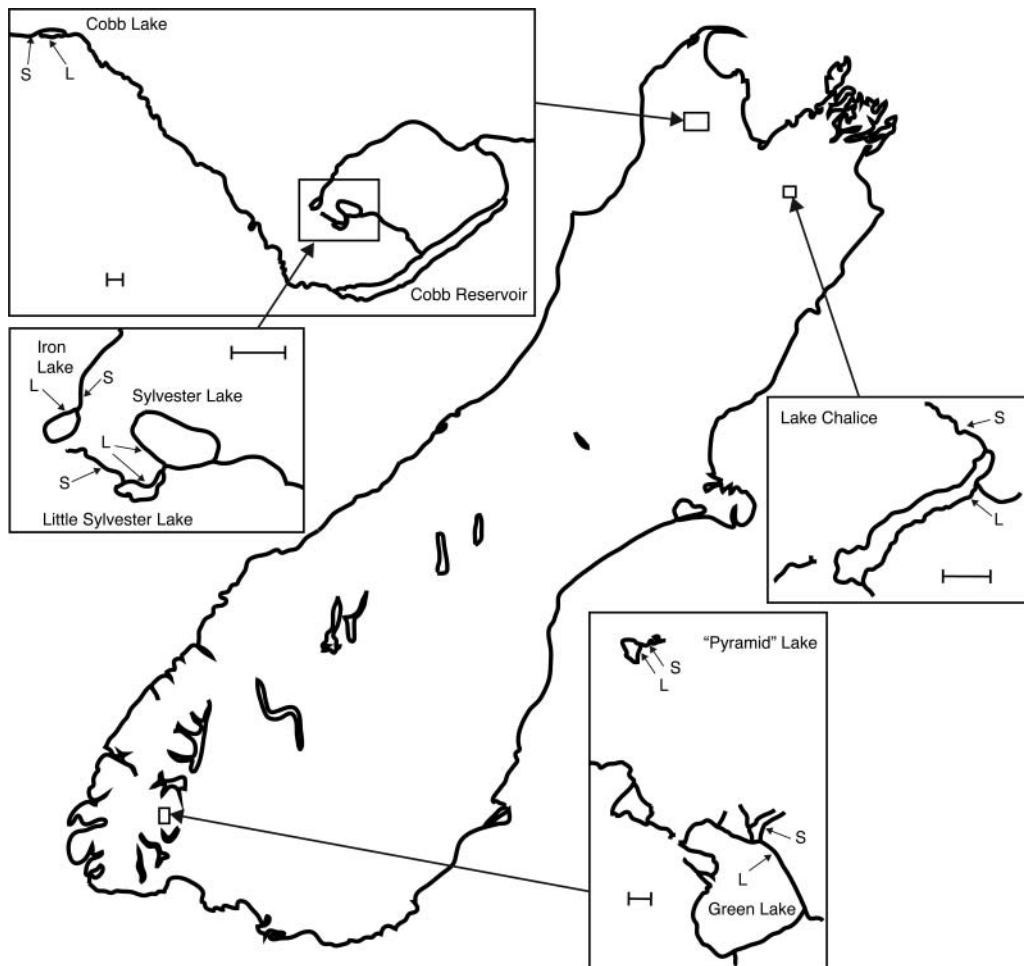 Cobb Lake
S
L
Cobb Reservoir
Iron
Lake
L
S
Sylvester Lake
L
S
Little Sylvester Lake
Lake Chalice
S
L
“Pyramid” Lake
S
L
S
L
Green Lake